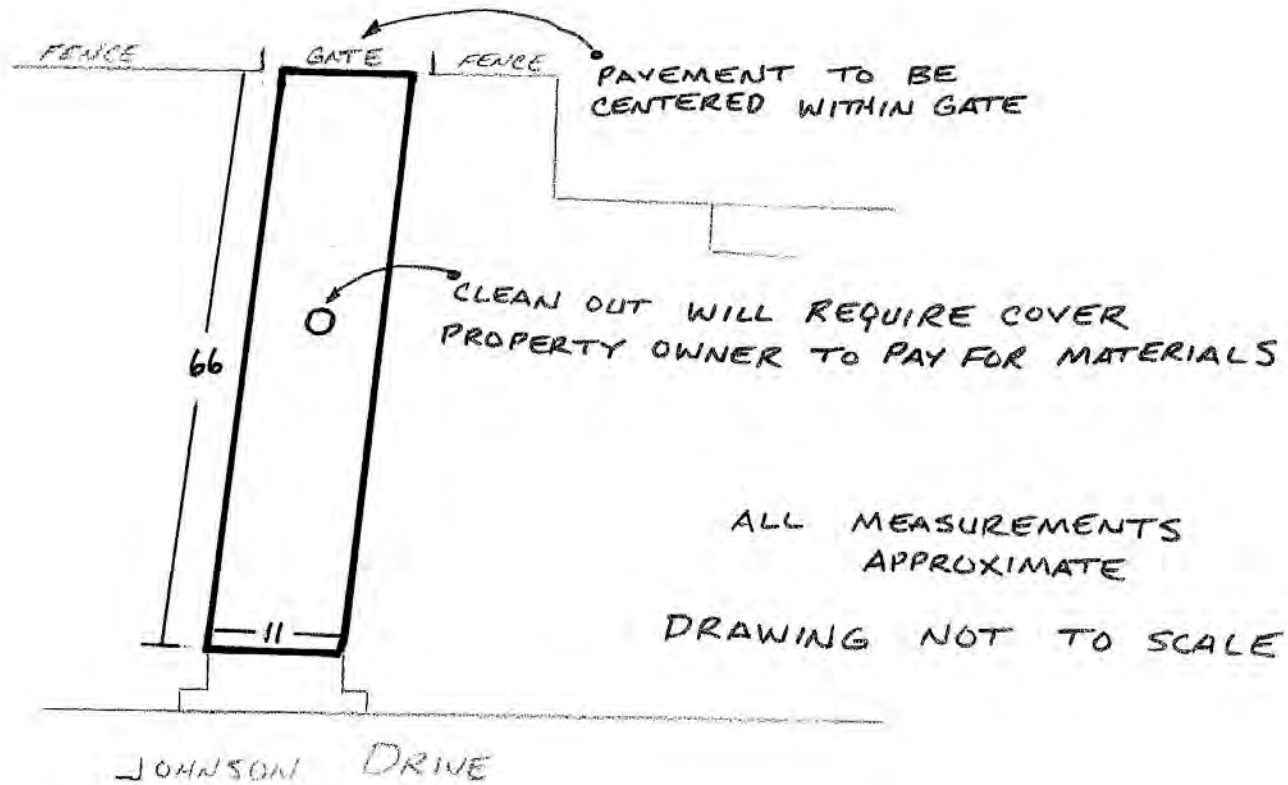 FENCE
GATE
FENCE
PAVEMENT TO BE
CENTERED WITHIN GATE
CLEAN OUT WILL REQUIRE COVER
PROPERTY OWNER TO PAY FOR MATERIALS
66
ALL MEASUREMENTS
APPROXIMATE
11
DRAWING NOT TO SCALE
JOHNSON DRIVE